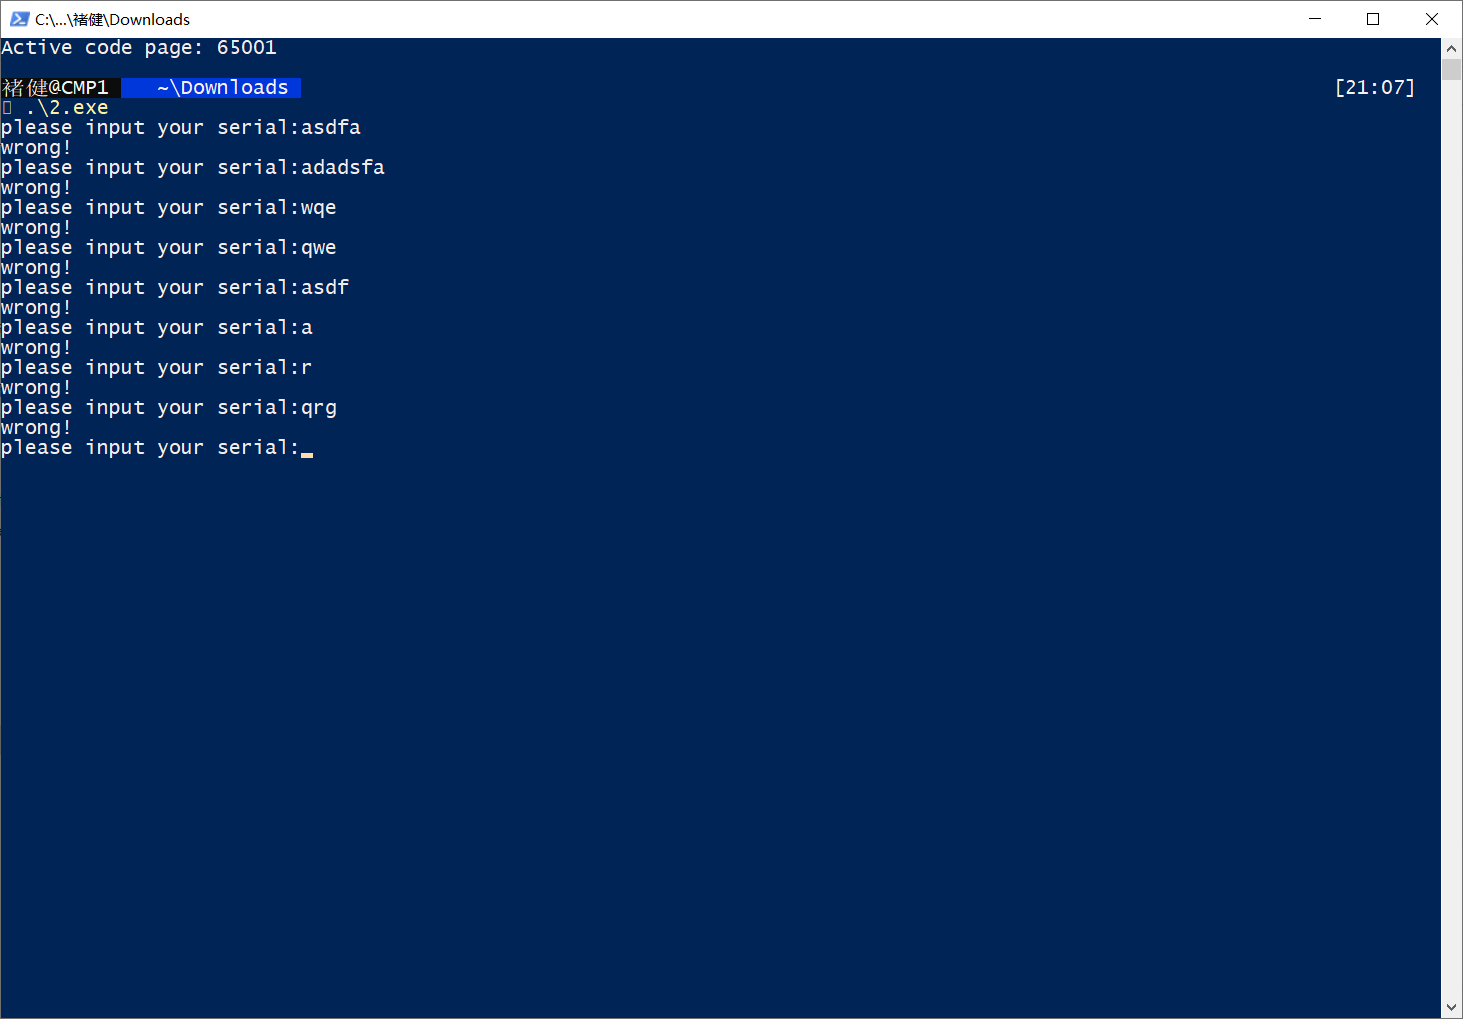 C:\...\褚健\Downloads
Active code page: 65001
褚健@CMP1 ~\Downloads [21:07]
.\2.exe
please input your serial:asdfa
wrong!
please input your serial:adadsfa
wrong!
please input your serial:wqe
wrong!
please input your serial:qwe
wrong!
please input your serial:asdf
wrong!
please input your serial:a
wrong!
please input your serial:r
wrong!
please input your serial:qrg
wrong!
please input your serial: